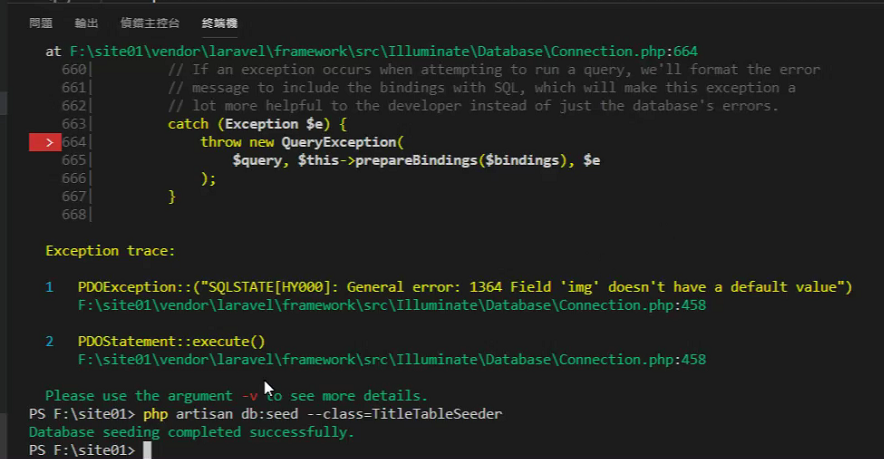 問題 輸出 偵錯主控台 終端機
at F:\site01\vendor\laravel\framework\src\Illuminate\Database\Connection.php:664
660| // If an exception occurs when attempting to run a query, we'll format the error
661| // message to include the bindings with SQL, which will make this exception a
662| // lot more helpful to the developer instead of just the database's errors.
663| catch (Exception $e) {
> 664| throw new QueryException(
665| $query, $this->prepareBindings($bindings), $e
666| );
667| }
668|
Exception trace:
1 PDOException::("SQLSTATE[HY000]: General error: 1364 Field 'img' doesn't have a default value")
F:\site01\vendor\laravel\framework\src\Illuminate\Database\Connection.php:458
2 PDOStatement::execute()
F:\site01\vendor\laravel\framework\src\Illuminate\Database\Connection.php:458
Please use the argument -v to see more details.
PS F:\site01> php artisan db:seed --class=TitleTableSeeder
Database seeding completed successfully.
PS F:\site01>